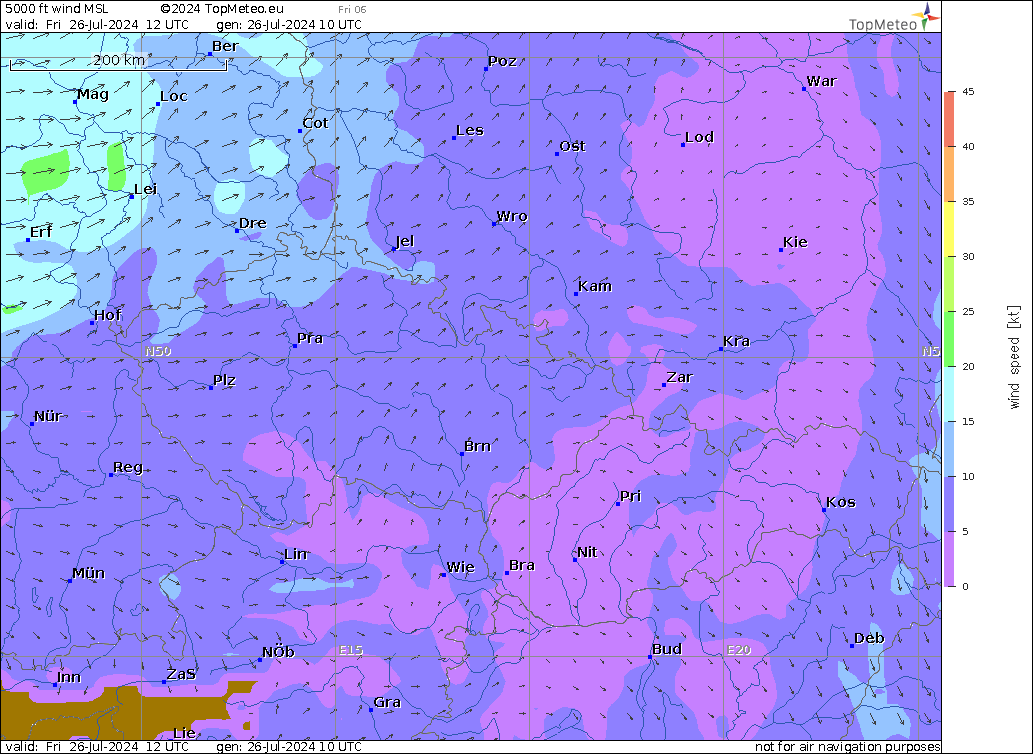 5000 ft wind MSL ©2024 TopMeteo.eu Fri 06
valid: Fri 26-Jul-2024 12 UTC gen: 26-Jul-2024 10 UTC
TopMeteo
Ber
200 km
Poz
War
Mag
Loc
45
Cot
Les
Lod
Ost
40
Lei
35
Wro
Erf
Dre
Jel
Kie
30
Kam
Hof
25
Pra
Kra
N50
N5
wind speed [kt]
20
Plz
Zar
Nür
15
Brn
Reg
10
Pri
Kos
5
Lin
Nit
Mün
Wie
Bra
0
Deb
NÖb
E15
Bud
E20
Inn
ZaS
Gra
Lie
valid: Fri 26-Jul-2024 12 UTC gen: 26-Jul-2024 10 UTC not for air navigation purposes